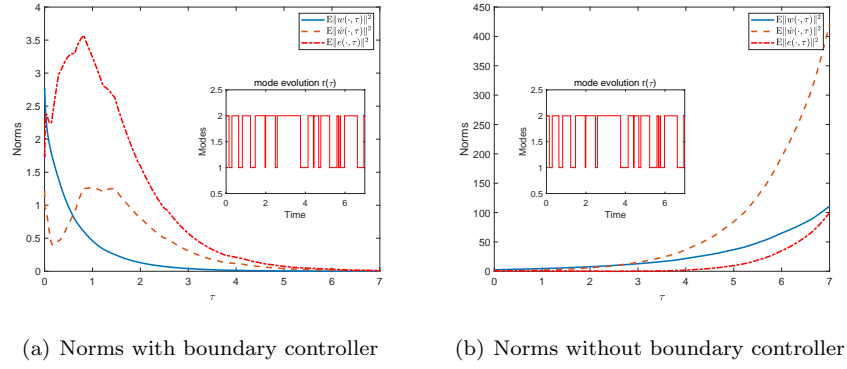 4
3.5
3
2.5
2
1.5
1
0.5
0
Norms
0 1 2 3 4 5 6 7
τ
E‖w(·,τ)‖²
E‖ŵ(·,τ)‖²
E‖e(·,τ)‖²
mode evolution r(τ)
2.5
2
1.5
1
0.5
Modes
0 2 4 6
Time
(a) Norms with boundary controller
450
400
350
300
250
200
150
100
50
0
Norms
0 1 2 3 4 5 6 7
τ
E‖w(·,τ)‖²
E‖ŵ(·,τ)‖²
E‖e(·,τ)‖²
mode evolution r(τ)
2.5
2
1.5
1
0.5
Modes
0 2 4 6
Time
(b) Norms without boundary controller